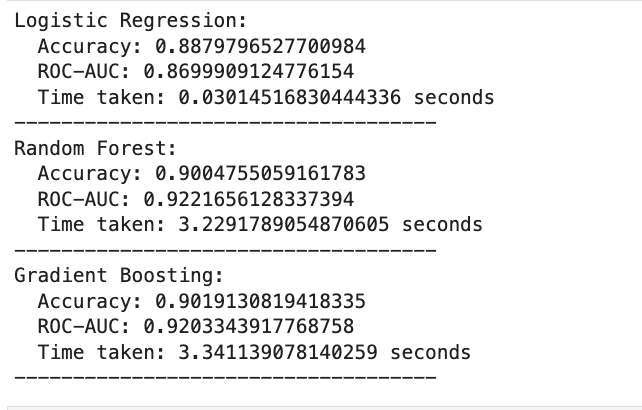 Logistic Regression:
Accuracy: 0.8879796527700984
ROC-AUC: 0.8699909124776154
Time taken: 0.03014516830444336 seconds
------------------------------------
Random Forest:
Accuracy: 0.9004755059161783
ROC-AUC: 0.9221656128337394
Time taken: 3.2291789054870605 seconds
------------------------------------
Gradient Boosting:
Accuracy: 0.9019130819418335
ROC-AUC: 0.9203343917768758
Time taken: 3.341139078140259 seconds
------------------------------------